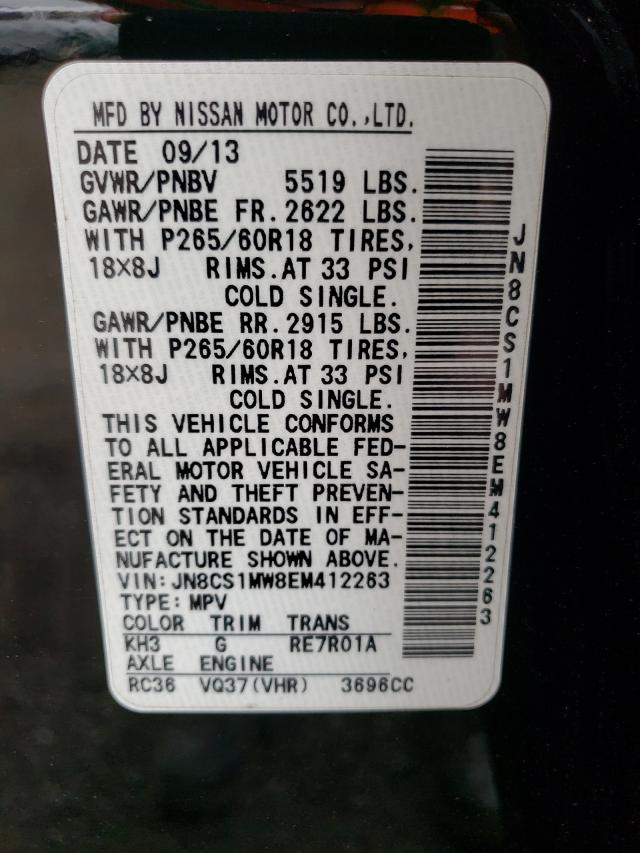 MFD BY NISSAN MOTOR CO.,LTD.
DATE 09/13
GVWR/PNBV 5519 LBS.
GAWR/PNBE FR. 2622 LBS.
WITH P265/60R18 TIRES,
18X8J RIMS.AT 33 PSI
COLD SINGLE.
GAWR/PNBE RR. 2915 LBS.
WITH P265/60R18 TIRES,
18X8J RIMS.AT 33 PSI
COLD SINGLE.
THIS VEHICLE CONFORMS
TO ALL APPLICABLE FED-
ERAL MOTOR VEHICLE SA-
FETY AND THEFT PREVEN-
TION STANDARDS IN EFF-
ECT ON THE DATE OF MA-
NUFACTURE SHOWN ABOVE.
VIN: JN8CS1MW8EM412263
TYPE: MPV
COLOR TRIM TRANS
KH3 G RE7R01A
AXLE ENGINE
RC36 VQ37(VHR) 3696CC
JN8CS1MW8EM412263